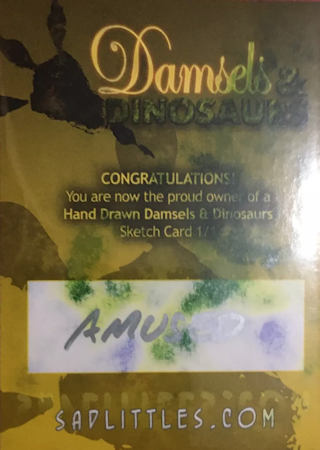 Damsels &
DINOSAURS
CONGRATULATIONS!
You are now the proud owner of a
Hand Drawn Damsels & Dinosaurs
Sketch Card 1/1
AMUSED
SADLITTLES.COM